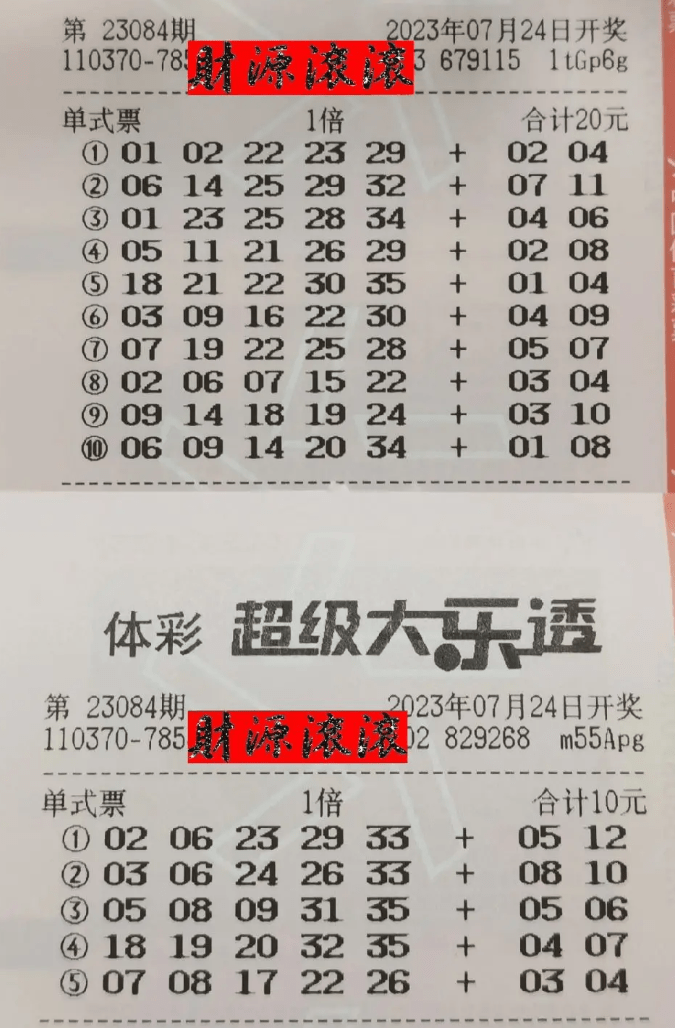 第 23084期 2023年07月24日开奖
110370-785 財源滚滚 3 679115 1tGp6g
单式票 1倍 合计20元
① 01 02 22 23 29 + 02 04
② 06 14 25 29 32 + 07 11
③ 01 23 25 28 34 + 04 06
④ 05 11 21 26 29 + 02 08
⑤ 18 21 22 30 35 + 01 04
⑥ 03 09 16 22 30 + 04 09
⑦ 07 19 22 25 28 + 05 07
⑧ 02 06 07 15 22 + 03 04
⑨ 09 14 18 19 24 + 03 10
⑩ 06 09 14 20 34 + 01 08
体彩 超级大乐透
第 23084期 2023年07月24日开奖
110370-785 財源滚滚 02 829268 m55Apg
单式票 1倍 合计10元
① 02 06 23 29 33 + 05 12
② 03 06 24 26 33 + 08 10
③ 05 08 09 31 35 + 05 06
④ 18 19 20 32 35 + 04 07
⑤ 07 08 17 22 26 + 03 04